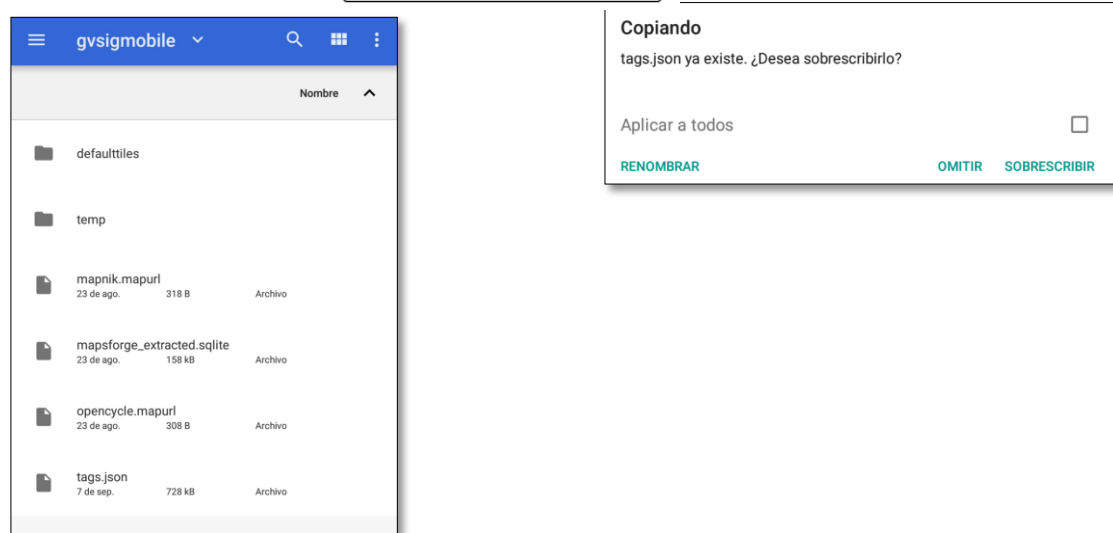 gvsigmobile
Nombre
defaulttiles
temp
mapnik.mapurl
23 de ago. 318 B Archivo
mapsforge_extracted.sqlite
23 de ago. 158 kB Archivo
opencycle.mapurl
23 de ago. 308 B Archivo
tags.json
7 de sep. 728 kB Archivo
Copiando
tags.json ya existe. ¿Desea sobrescribirlo?
Aplicar a todos
RENOMBRAR OMITIR SOBRESCRIBIR